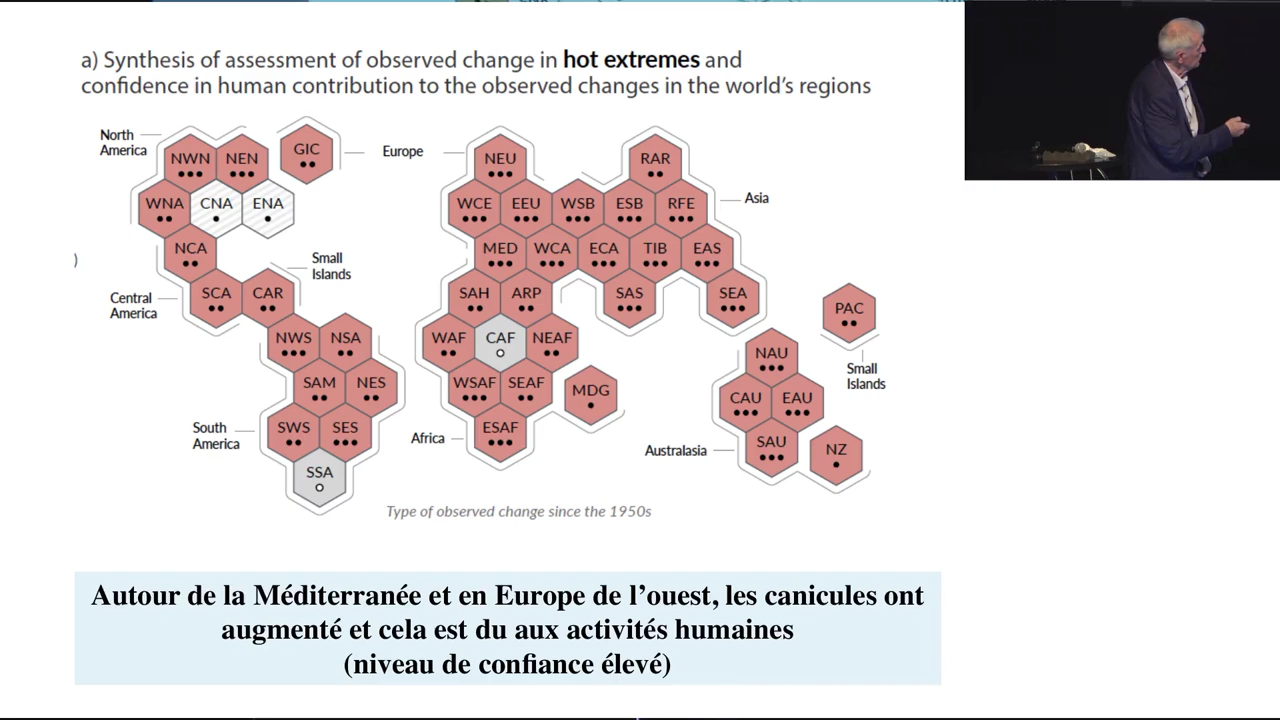 a) Synthesis of assessment of observed change in hot extremes and
confidence in human contribution to the observed changes in the world's regions
North
America
GIC
Europe
NWN
NEN
NEU
RAR
WNA
CNA
ENA
WCE
EEU
WSB
ESB
RFE
Asia
NCA
MED
WCA
ECA
TIB
EAS
)
Small
Islands
Central
America
SCA
CAR
SAH
ARP
SAS
SEA
PAC
NWS
NSA
WAF
CAF
NEAF
NAU
Small
Islands
SAM
NES
WSAF
SEAF
MDG
CAU
EAU
South
America
SWS
SES
Africa
ESAF
Australasia
SAU
NZ
SSA
Type of observed change since the 1950s
Autour de la Méditerranée et en Europe de l'ouest, les canicules ont
augmenté et cela est du aux activités humaines
(niveau de confiance élevé)